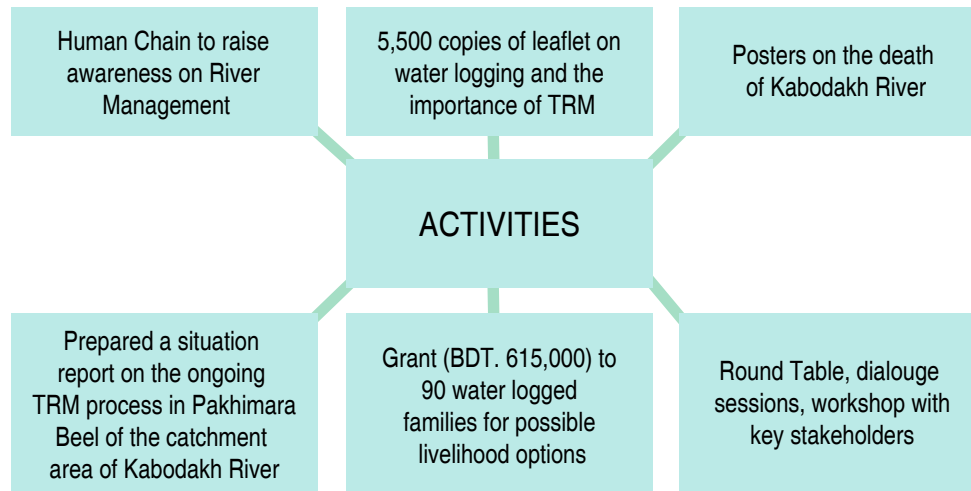 Human Chain to raise
awareness on River
Management
5,500 copies of leaflet on
water logging and the
importance of TRM
Posters on the death
of Kabodakh River
ACTIVITIES
Prepared a situation
report on the ongoing
TRM process in Pakhimara
Beel of the catchment
area of Kabodakh River
Grant (BDT. 615,000) to
90 water logged
families for possible
livelihood options
Round Table, dialouge
sessions, workshop with
key stakeholders